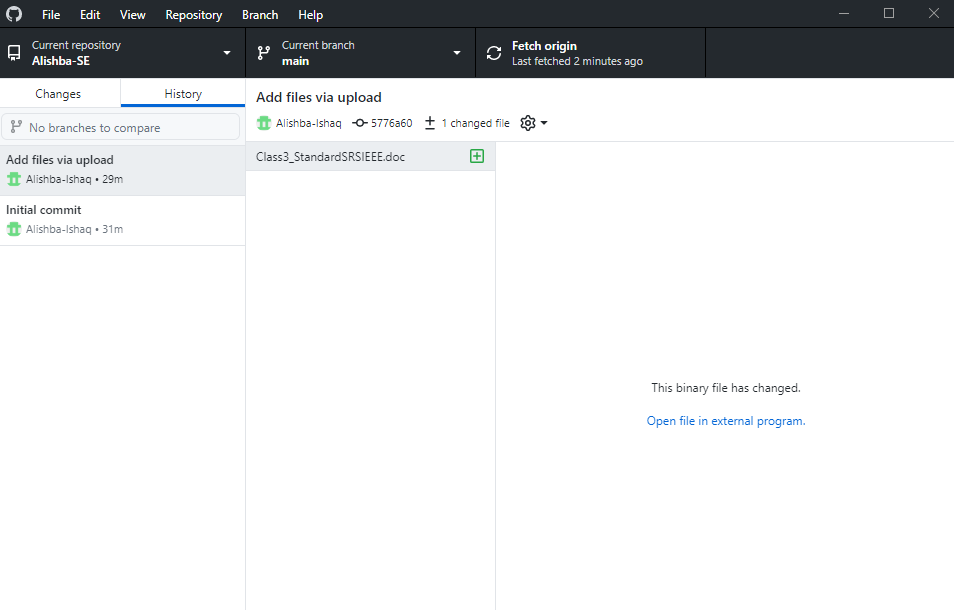 File Edit View Repository Branch Help
Current repository
Alishba-SE
Current branch
main
Fetch origin
Last fetched 2 minutes ago
Changes
History
No branches to compare
Add files via upload
Alishba-Ishaq • 29m
Initial commit
Alishba-Ishaq • 31m
Add files via upload
Alishba-Ishaq 5776a60 1 changed file
Class3_StandardSRSIEEE.doc
This binary file has changed.
Open file in external program.